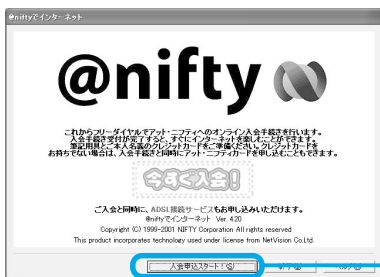 @niftyでインターネット
@nifty
これからフリーダイヤルでアット・ニフティへのオンライン入会手続きを行います。
入会手続き受付が完了すると、すぐにインターネットを楽しむことができます。
筆記用具とご本人名義のクレジットカードをご準備ください。クレジットカードを
お持ちでない場合は、入会手続きと同時にアット・ニフティカードを申し込むこともできます。
今すぐ入会!
ご入会と同時に、ADSL接続サービスもお申し込みいただけます。
@niftyでインターネット Ver. 4.20
Copyright (C) 1999-2001 NIFTY Corporation All rights reserved
This product incorporates technology used under license from NetVision Co.Ltd.
入会申込スタート!(S)